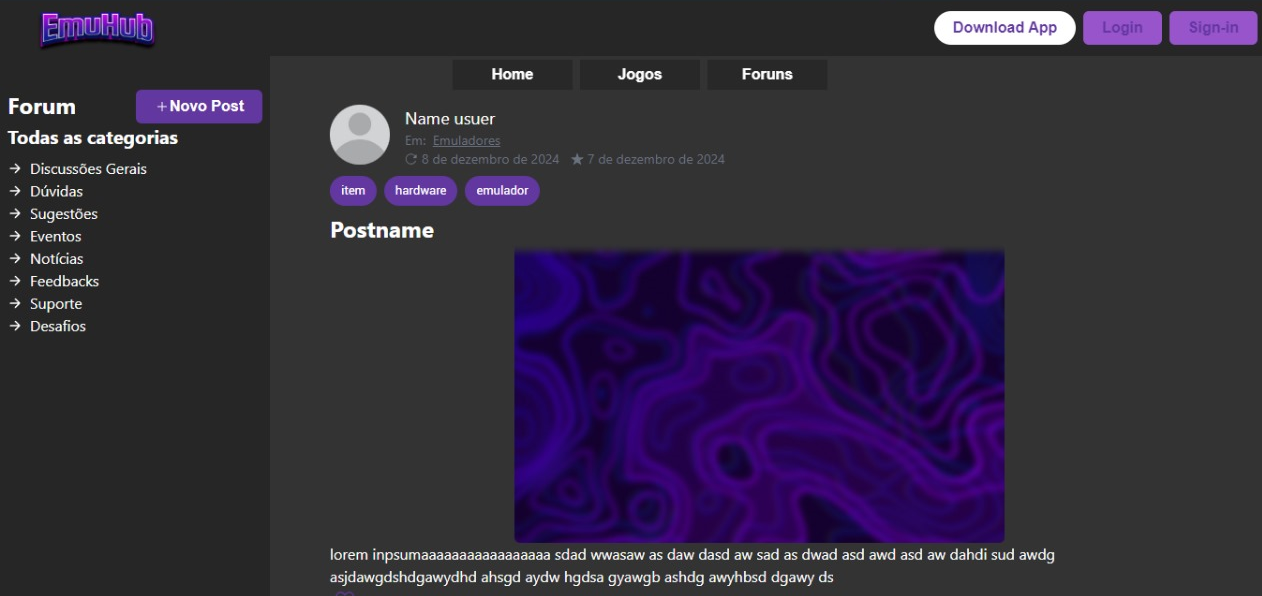 EmuHub
Download App
Login
Sign-in
Home
Jogos
Foruns
Forum
+Novo Post
Todas as categorias
→ Discussões Gerais
→ Dúvidas
→ Sugestões
→ Eventos
→ Notícias
→ Feedbacks
→ Suporte
→ Desafios
Name usuer
Em: Emuladores
8 de dezembro de 2024 ★ 7 de dezembro de 2024
item
hardware
emulador
Postname
lorem inpsumaaaaaaaaaaaaaaaaa sdad wwasaw as daw dasd aw sad as dwad asd awd asd aw dahdi sud awdg
asjdawgdshdgawydhd ahsgd aydw hgdsa gyawgb ashdg awyhbsd dgawy ds